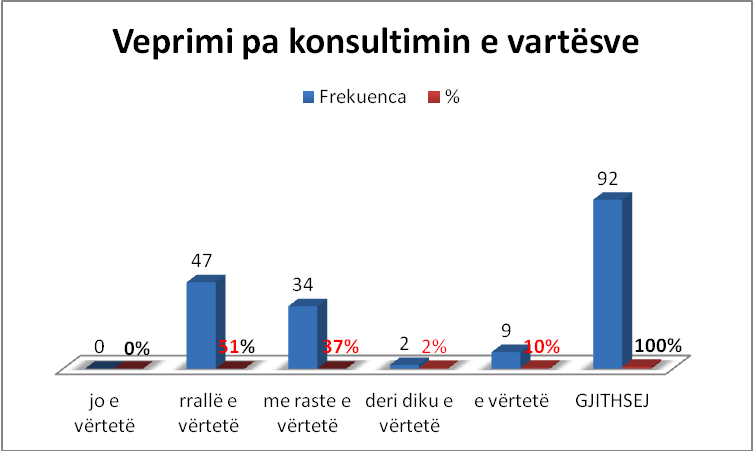 Veprimi pa konsultimin e vartësve
Frekuenca %
92
47
34
0 0% 51% 37% 2 2% 9 10% 100%
jo e vërtetë
rrallë e vërtetë
me raste e vërtetë
deri diku e vërtetë
e vërtetë
GJITHSEJ